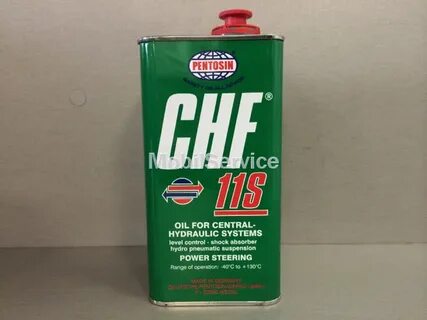 PENTOSIN
CHF®
MobilService
11S
OIL FOR CENTRAL-
HYDRAULIC SYSTEMS
level control - shock absorber
hydro pneumatic suspension
POWER STEERING
Range of operation: -40°C to +130°C
MADE IN GERMANY